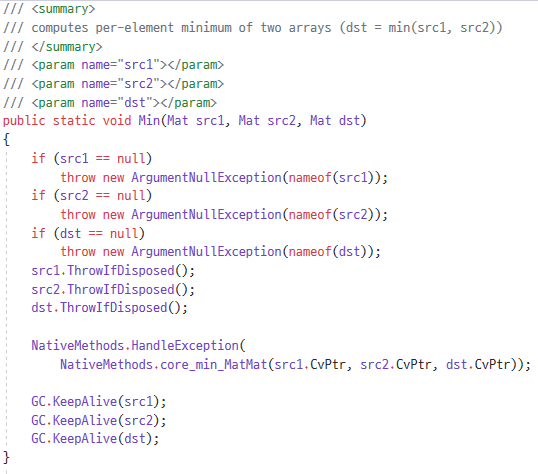 /// <summary>
/// computes per-element minimum of two arrays (dst = min(src1, src2))
/// </summary>
/// <param name="src1"></param>
/// <param name="src2"></param>
/// <param name="dst"></param>
public static void Min(Mat src1, Mat src2, Mat dst)
{
    if (src1 == null)
        throw new ArgumentNullException(nameof(src1));
    if (src2 == null)
        throw new ArgumentNullException(nameof(src2));
    if (dst == null)
        throw new ArgumentNullException(nameof(dst));
    src1.ThrowIfDisposed();
    src2.ThrowIfDisposed();
    dst.ThrowIfDisposed();

    NativeMethods.HandleException(
        NativeMethods.core_min_MatMat(src1.CvPtr, src2.CvPtr, dst.CvPtr));

    GC.KeepAlive(src1);
    GC.KeepAlive(src2);
    GC.KeepAlive(dst);
}